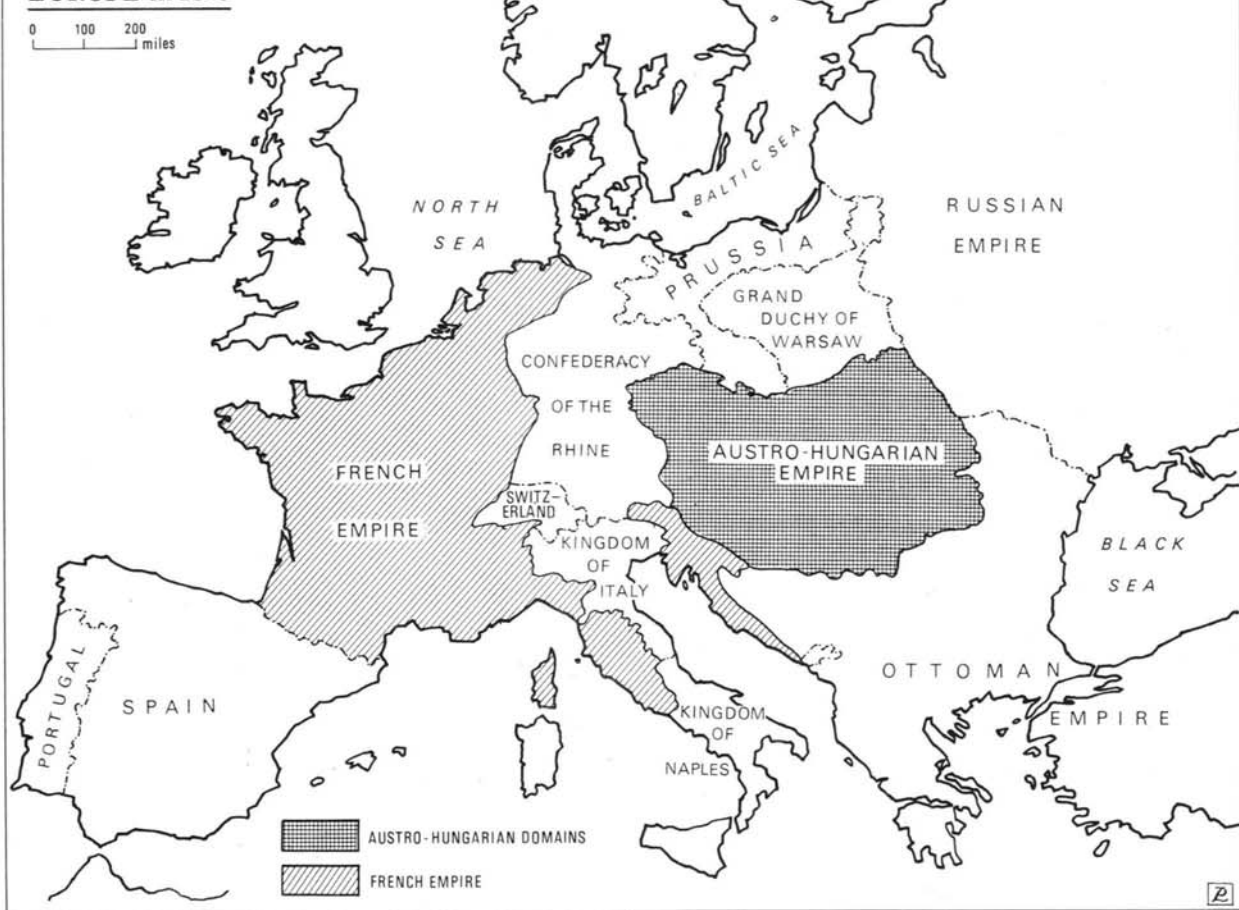 0 100 200
miles
NORTH
SEA
BALTIC SEA
RUSSIAN
EMPIRE
PRUSSIA
GRAND
DUCHY OF
WARSAW
CONFEDERACY
OF THE
RHINE
AUSTRO-HUNGARIAN
EMPIRE
FRENCH
EMPIRE
SWITZ-
ERLAND
KINGDOM
OF
ITALY
BLACK
SEA
PORTUGAL
SPAIN
OTTOMAN
EMPIRE
KINGDOM
OF
NAPLES
AUSTRO-HUNGARIAN DOMAINS
FRENCH EMPIRE